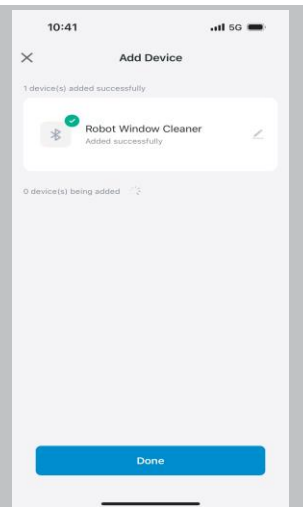 10:41
5G
Add Device
1 device(s) added successfully
Robot Window Cleaner
Added successfully
0 device(s) being added
Done